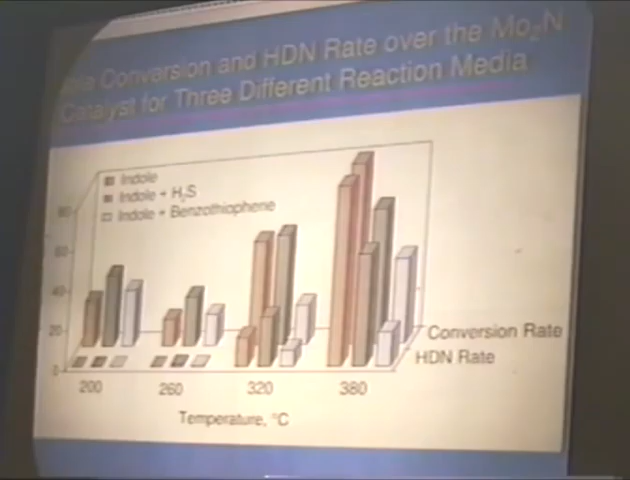 Conversion and HDN Rate over the Mo₂N
Catalyst for Three Different Reaction Media
Indole
Indole + H₂S
Indole + Benzothiophene
80
60
40
20
0
Conversion Rate
HDN Rate
200 260 320 380
Temperature, °C